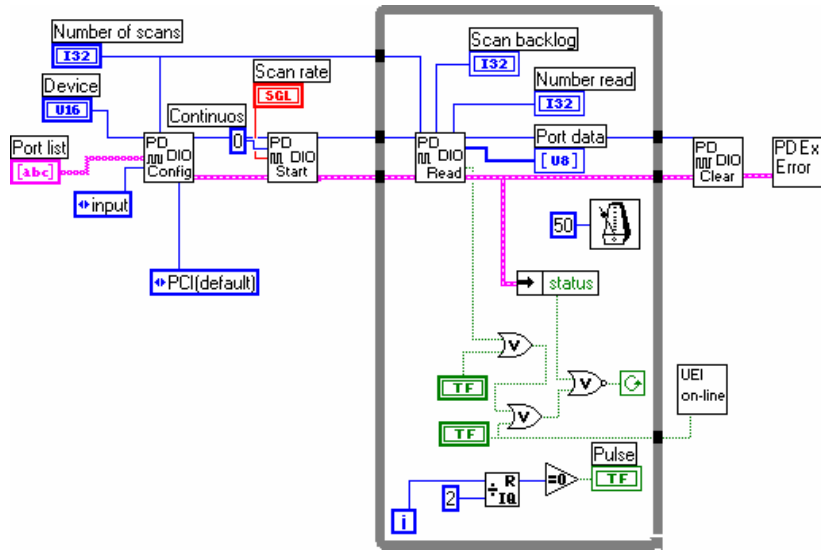 Number of scans
I32
Device
U16
Port list
[abc]
PD
DIO
Config
input
PCI(default)
Continuos
0
Scan rate
SGL
PD
DIO
Start
Scan backlog
I32
Number read
I32
Port data
[U8]
PD
DIO
Read
50
status
V
TF
V
V
TF
Pulse
TF
=0
R
IQ
2
i
PD
DIO
Clear
PD Ex
Error
UEI
on-line